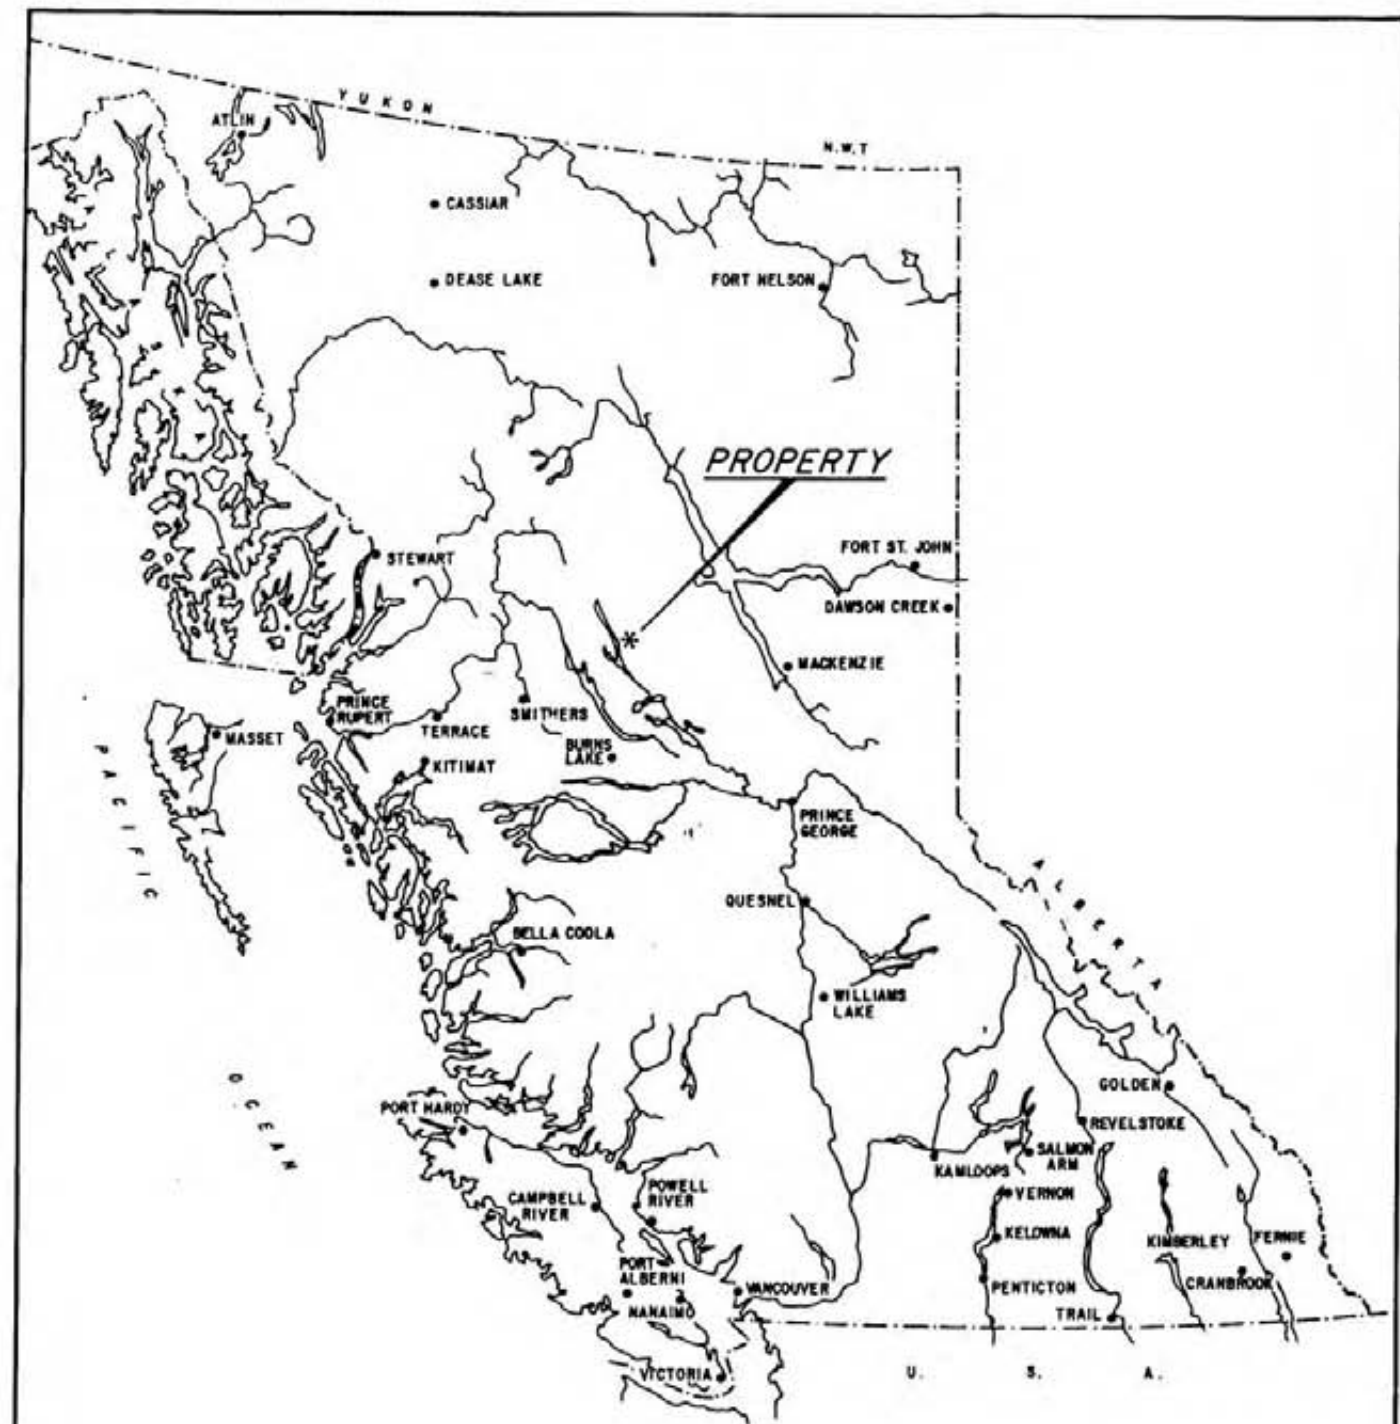 YUKON
N.W.T
ATLIN
CASSIAR
DEASE LAKE
FORT NELSON
ALASKA
PROPERTY
STEWART
FORT ST. JOHN
DAWSON CREEK
MACKENZIE
PRINCE
RUPERT
TERRACE
SMITHERS
MASSET
KITIMAT
BURNS
LAKE
PACIFIC
OCEAN
PRINCE
GEORGE
QUESNEL
ALBERTA
BELLA COOLA
WILLIAMS
LAKE
GOLDEN
PORT HARDY
REVELSTOKE
KAMLOOPS
SALMON
ARM
CAMPBELL
RIVER
POWELL
RIVER
VERNON
KELOWNA
KIMBERLEY
FERNIE
PORT
ALBERNI
NANAIMO
VANCOUVER
PENTICTON
CRANBROOK
TRAIL
VICTORIA
U. S. A.